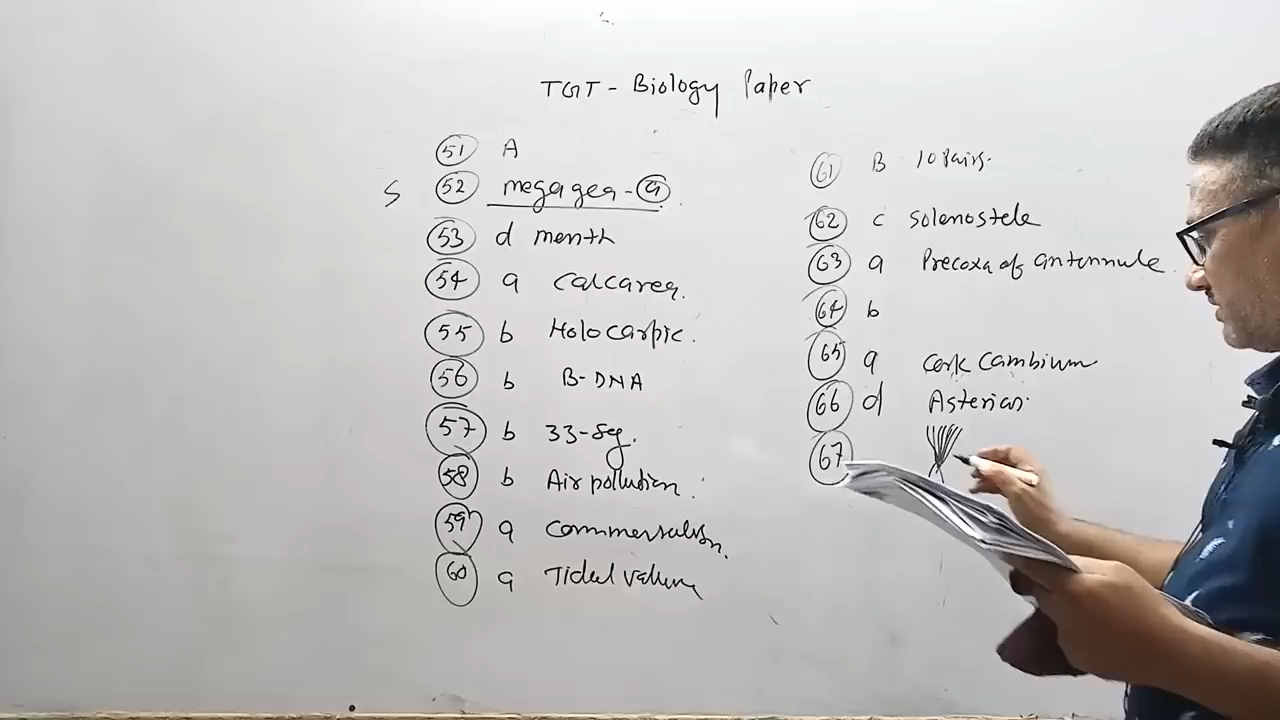 TGT - Biology Paper
51 A
S 52 megagea - a
53 d menth
54 a calcarea.
55 b Holocarpic.
56 b B-DNA
57 b 33-seg.
58 b Air pollution.
59 a commensalism.
60 a Tidal volume
61 B 10 Pairs.
62 c Solenostele
63 a Precoxa of antennule.
64 b
65 a cork cambium
66 d Asterias.
67